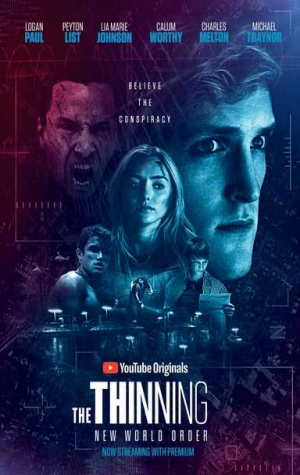 LOGAN PAUL
PEYTON LIST
LIA MARIE JOHNSON
CALUM WORTHY
CHARLES MELTON
MICHAEL TRAYNOR
BELIEVE
THE
CONSPIRACY
YouTube Originals
THE THINNING
NEW WORLD ORDER
NOW STREAMING WITH PREMIUM